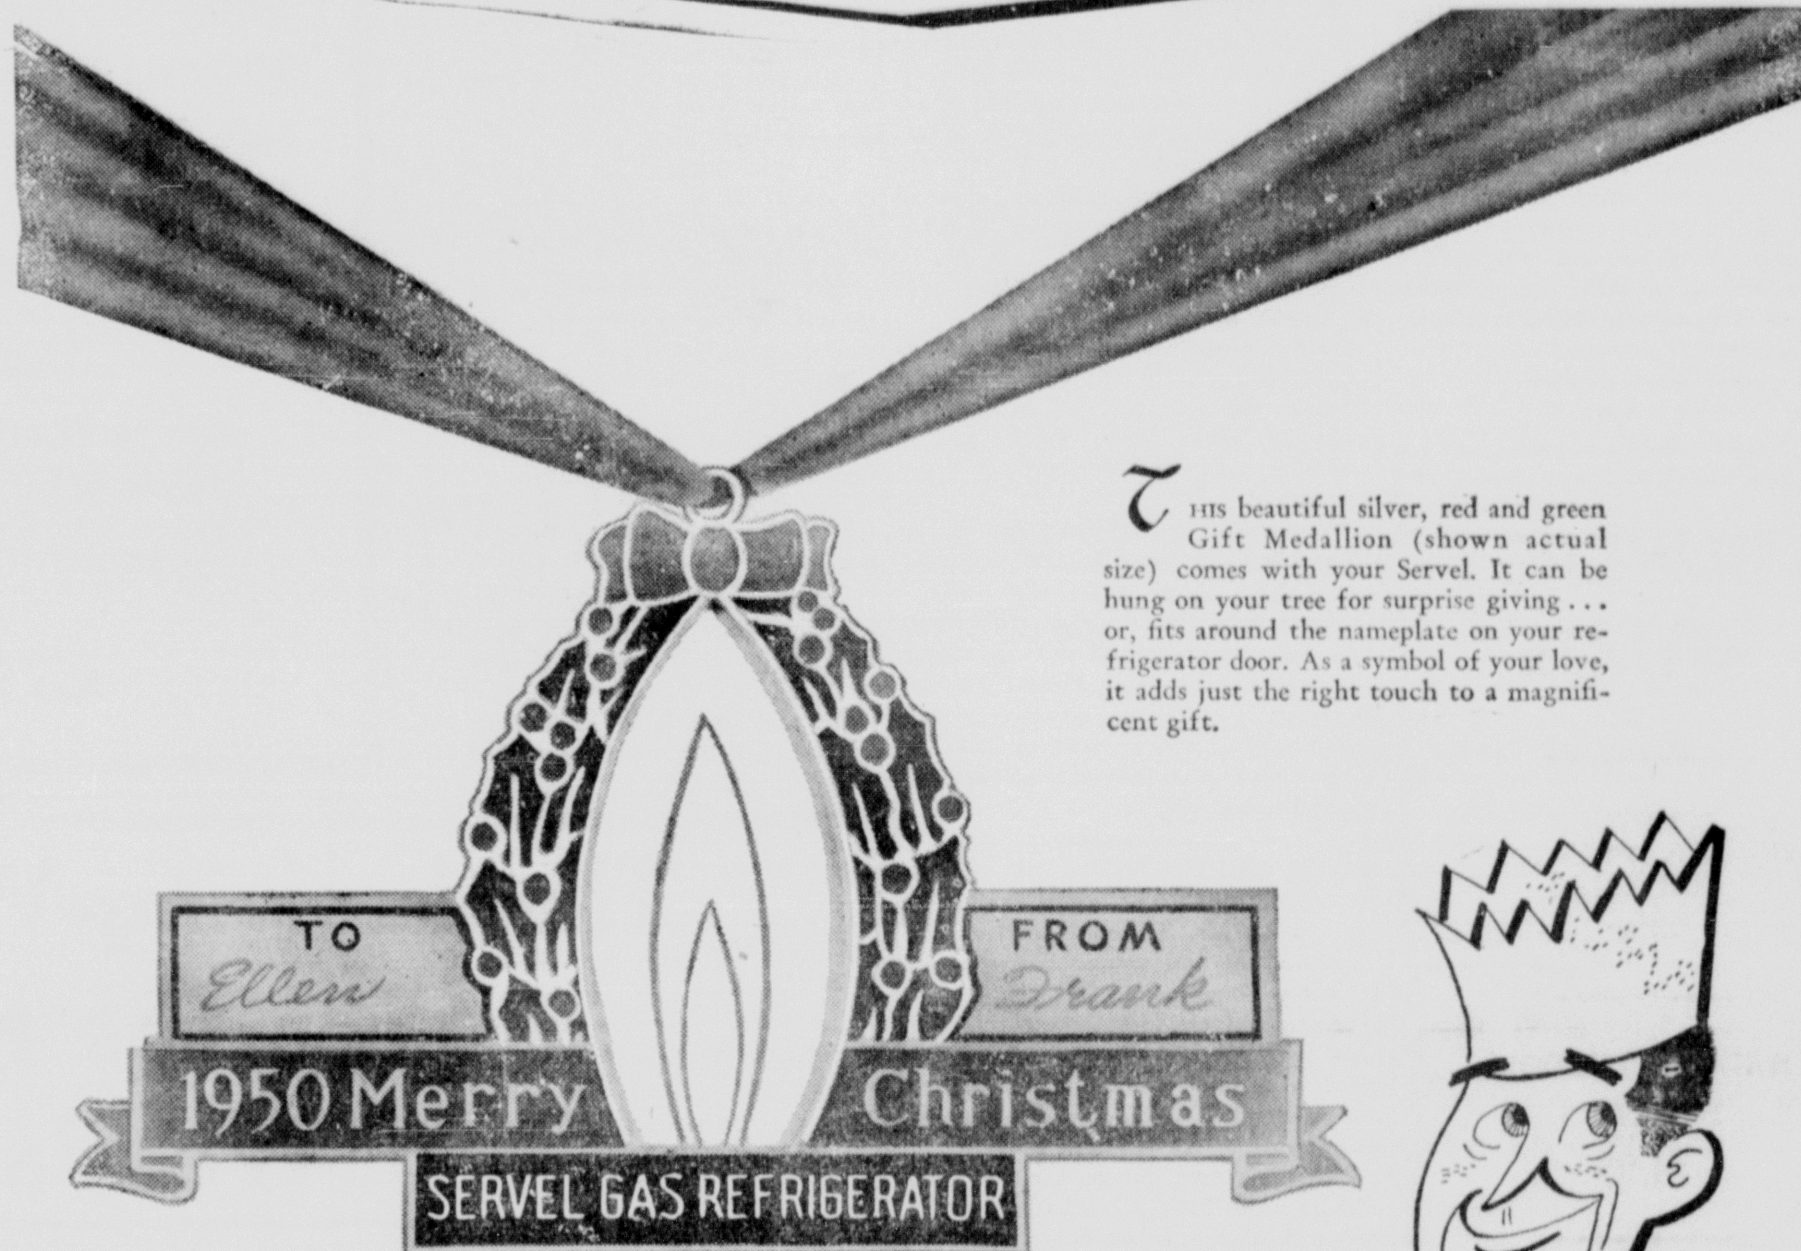 THIS beautiful silver, red and green
Gift Medallion (shown actual
size) comes with your Servel. It can be
hung on your tree for surprise giving ...
or, fits around the nameplate on your re-
frigerator door. As a symbol of your love,
it adds just the right touch to a magnifi-
cent gift.
TO
Ellen
FROM
Frank
1950 Merry Christmas
SERVEL GAS REFRIGERATOR